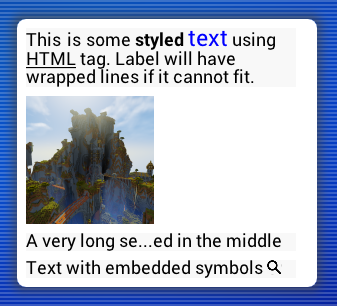 This is some styled text using
HTML tag. Label will have
wrapped lines if it cannot fit.
A very long se...ed in the middle
Text with embedded symbols